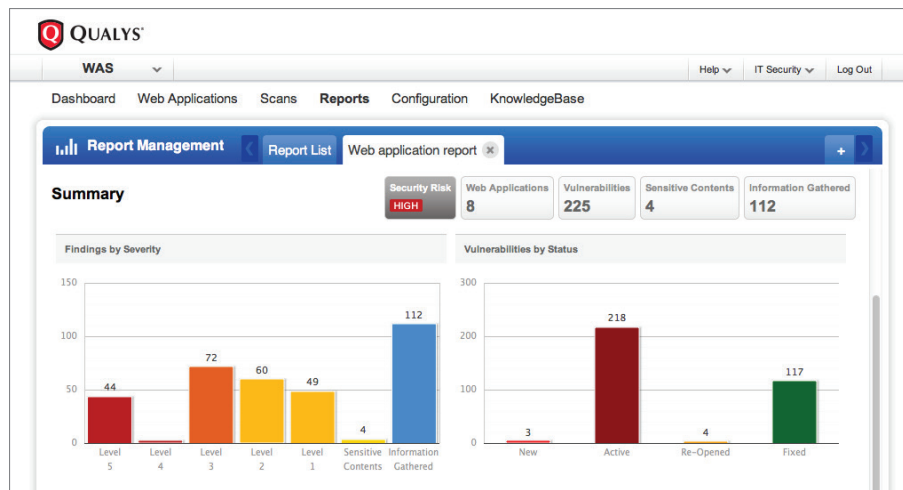 QUALYS®
WAS
Help IT Security Log Out
Dashboard Web Applications Scans Reports Configuration KnowledgeBase
Report Management Report List Web application report
Summary
Security Risk Web Applications Vulnerabilities Sensitive Contents Information Gathered
HIGH 8 225 4 112
Findings by Severity Vulnerabilities by Status
150
100
50
0
44
72
60
49
4
112
Level 5
Level 4
Level 3
Level 2
Level 1
Sensitive Contents
Information Gathered
300
200
100
0
3
218
4
117
New Active Re-Opened Fixed